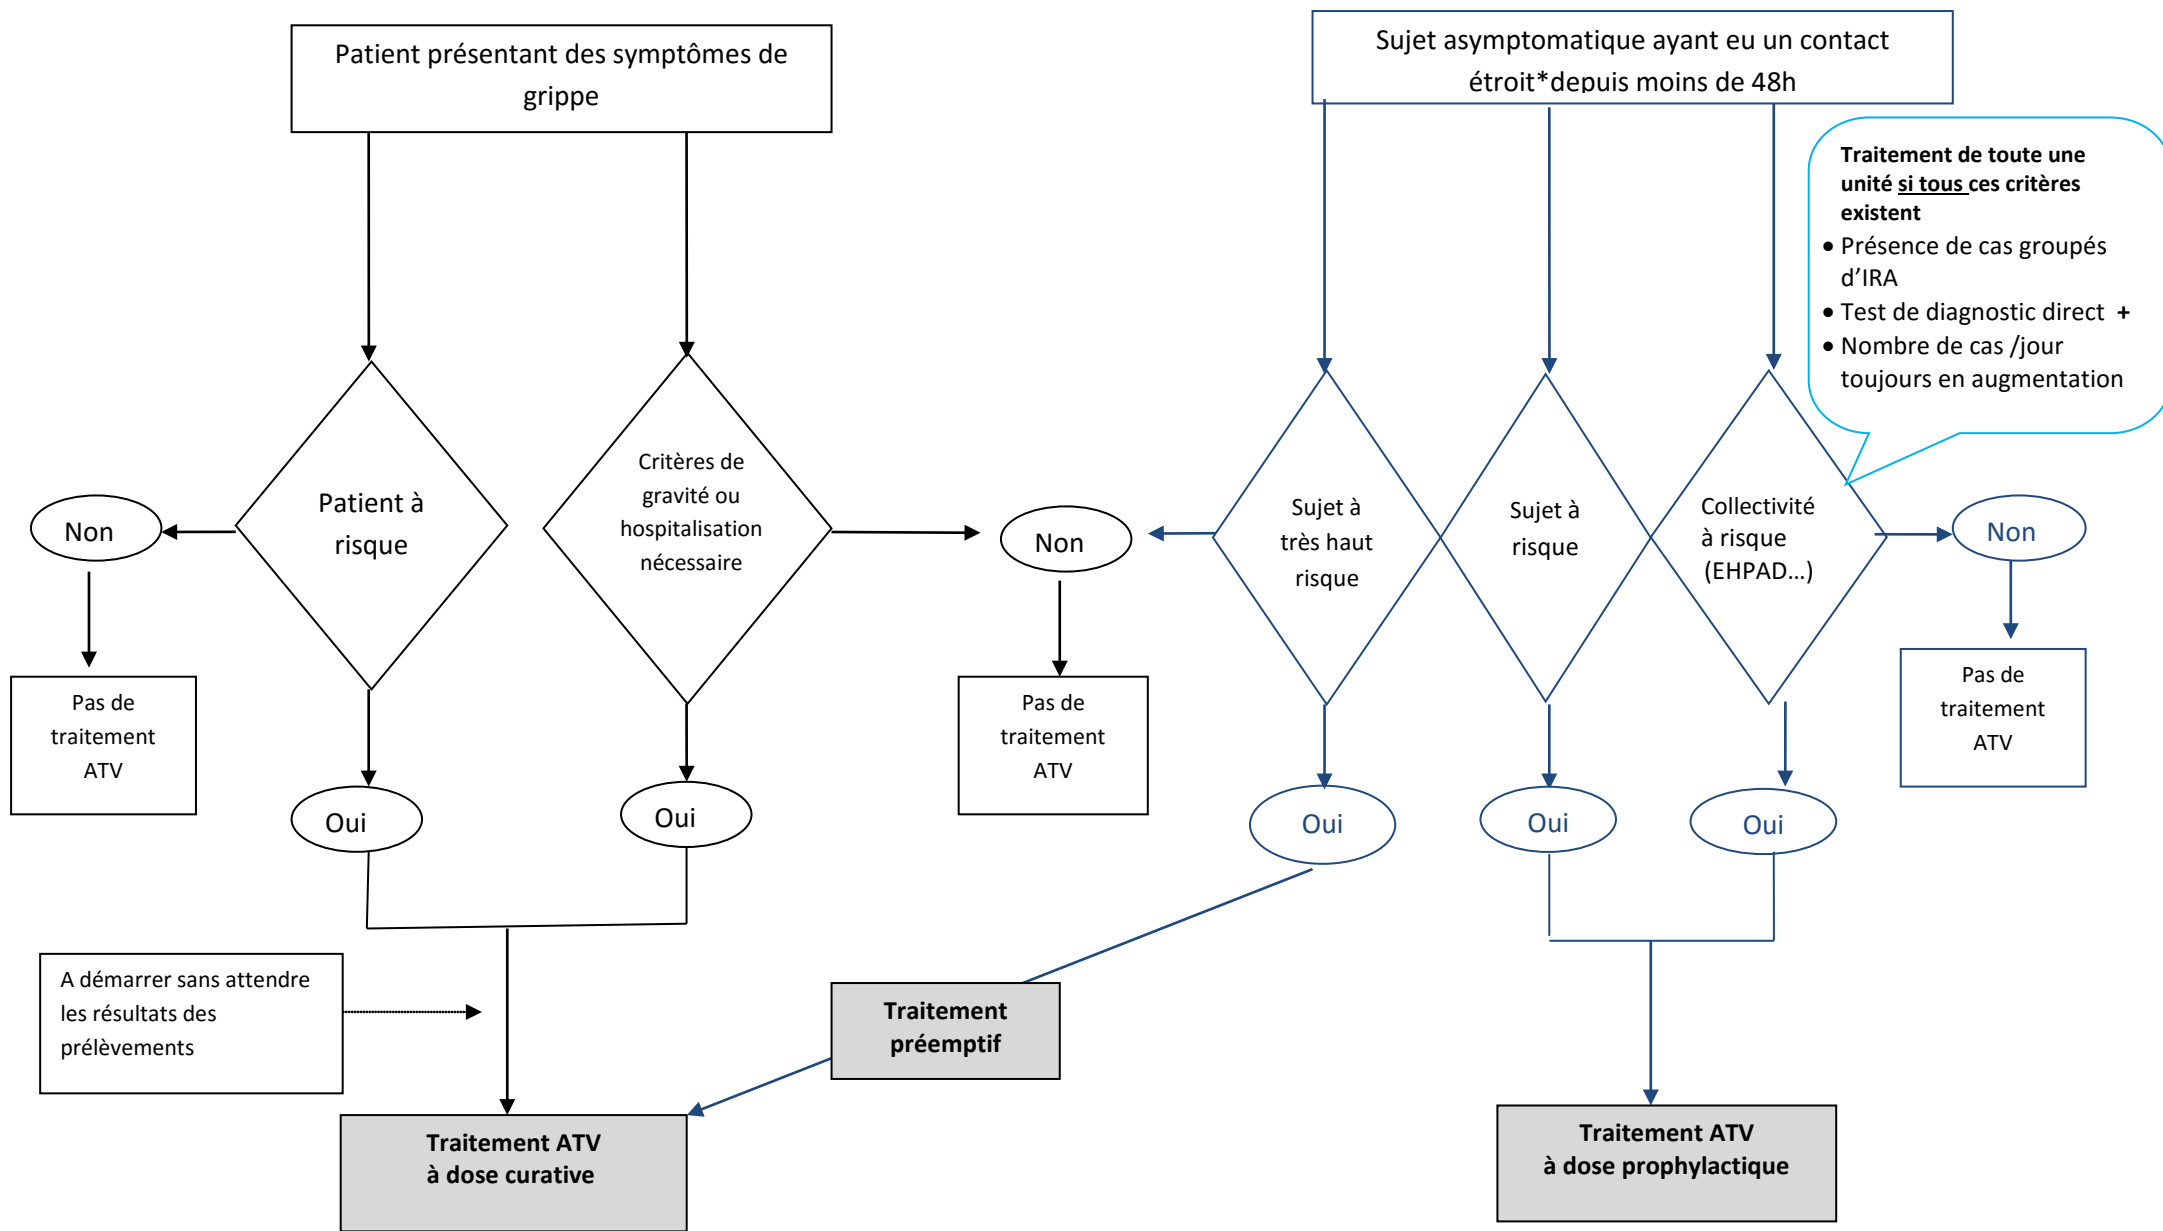 Patient présentant des symptômes de
grippe
Sujet asymptomatique ayant eu un contact
étroit*depuis moins de 48h
Traitement de toute une
unité si tous ces critères
existent
• Présence de cas groupés
d’IRA
• Test de diagnostic direct +
• Nombre de cas /jour
toujours en augmentation
Non
Patient à
risque
Critères de
gravité ou
hospitalisation
nécessaire
Non
Sujet à
très haut
risque
Sujet à
risque
Collectivité
à risque
(EHPAD…)
Non
Pas de
traitement
ATV
Pas de
traitement
ATV
Pas de
traitement
ATV
Oui
Oui
Oui
Oui
Oui
A démarrer sans attendre
les résultats des
prélèvements
Traitement
préemptif
Traitement ATV
à dose curative
Traitement ATV
à dose prophylactique